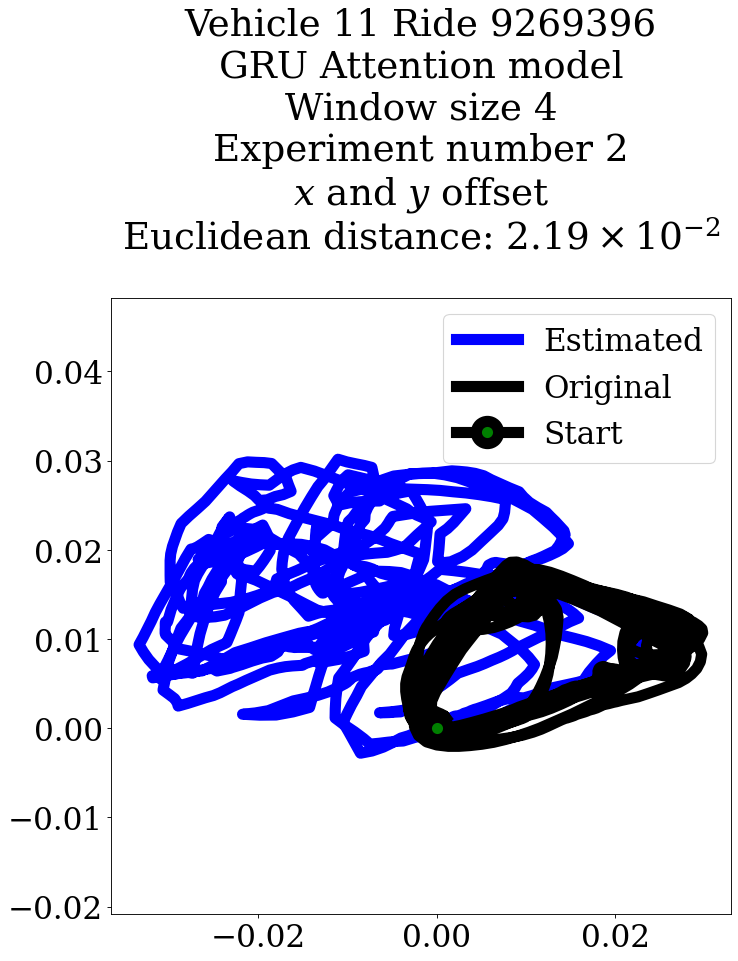 Vehicle 11 Ride 9269396
GRU Attention model
Window size 4
Experiment number 2
x and y offset
Euclidean distance: 2.19 × 10⁻²
Estimated
Original
Start
0.04
0.03
0.02
0.01
0.00
−0.01
−0.02
−0.02 0.00 0.02